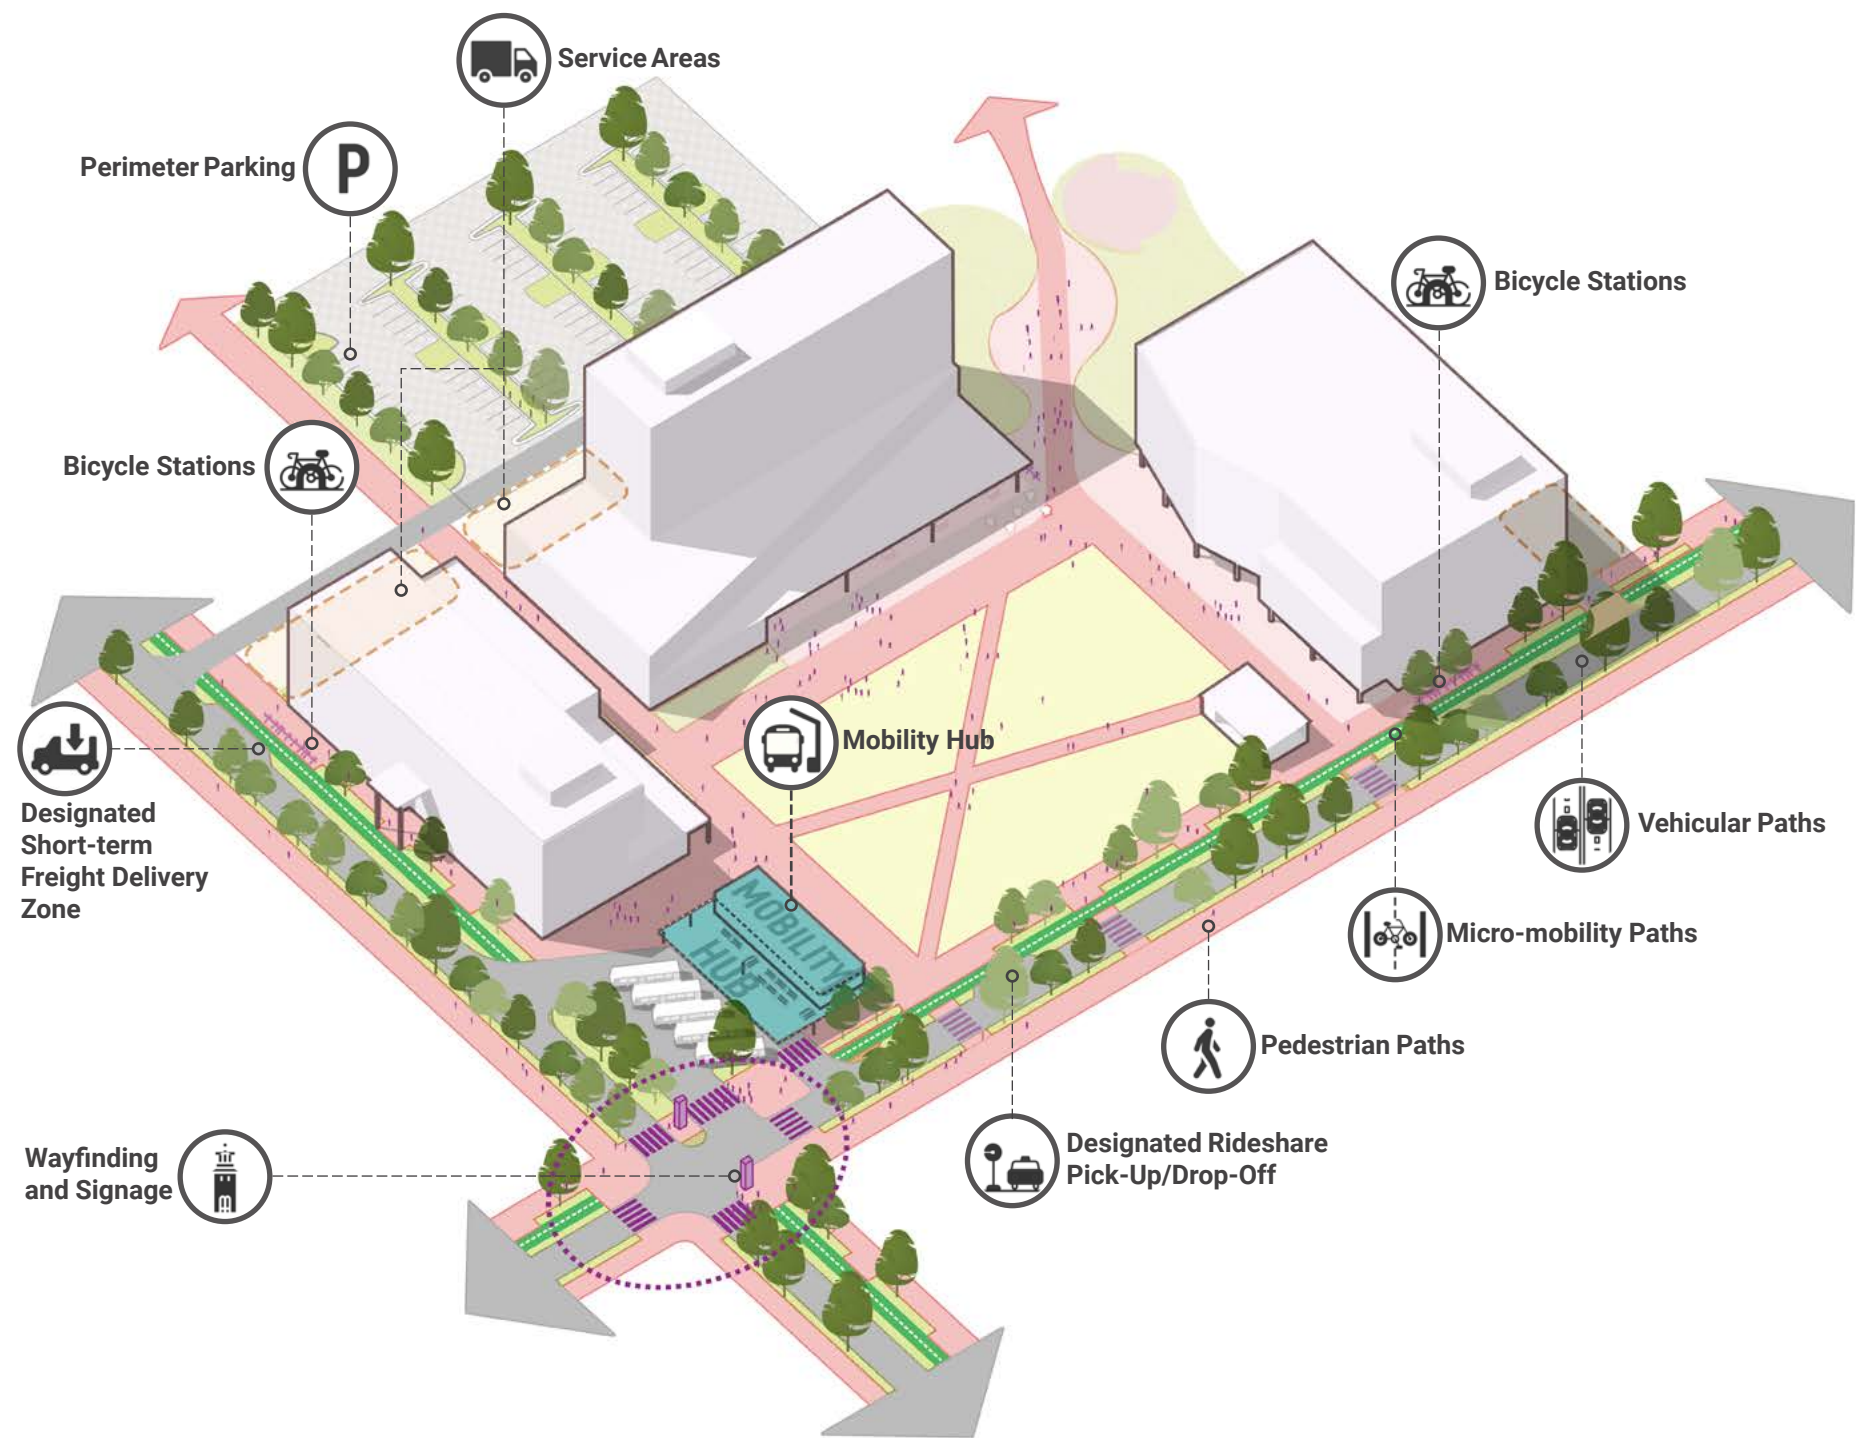 Service Areas
Perimeter Parking
P
Bicycle Stations
Bicycle Stations
Mobility Hub
Designated
Short-term
Freight Delivery
Zone
Vehicular Paths
MOBILITY
HUB
Micro-mobility Paths
Pedestrian Paths
Designated Rideshare
Pick-Up/Drop-Off
Wayfinding
and Signage